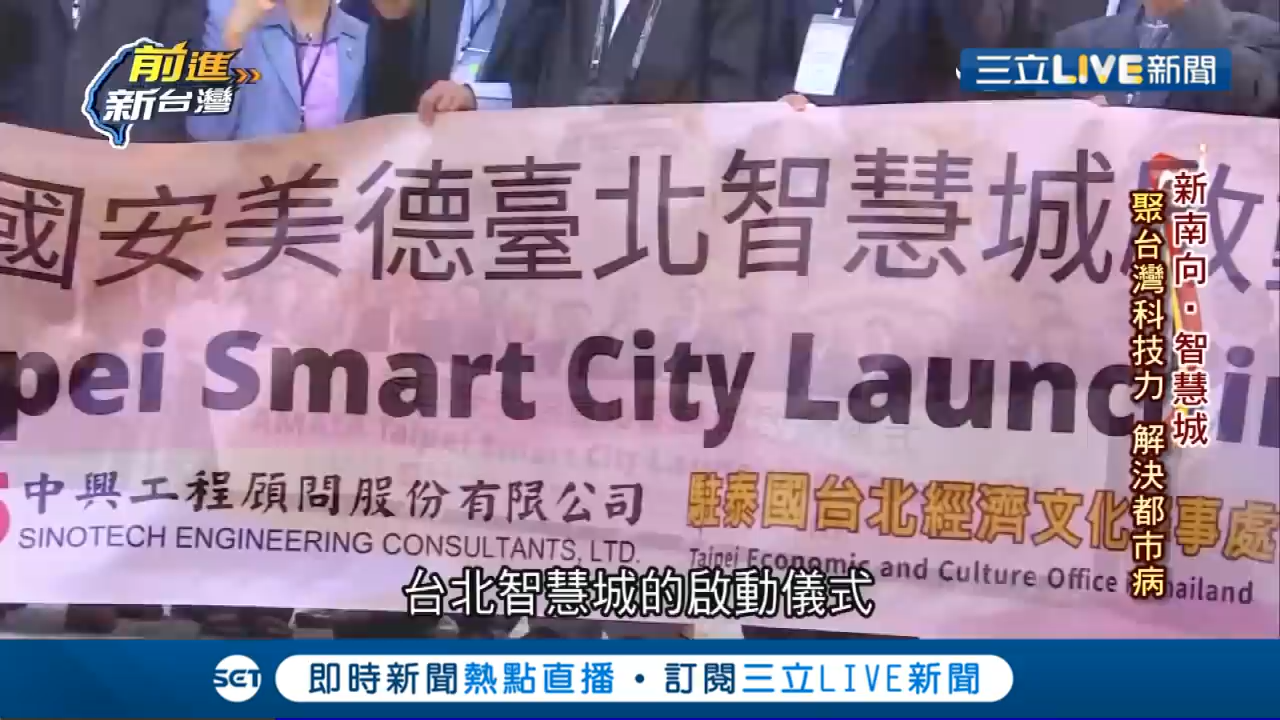 前進
新台灣
三立LIVE新聞
國安美德臺北智慧城啟
pei Smart City Launc
AMATA Taipei Smart City
中興工程顧問股份有限公司
SINOTECH ENGINEERING CONSULTANTS, LTD.
駐泰國台北經濟文化 事處
Taipei Economic and Culture Office
新南向·智慧城
聚台灣科技力 解決都市病
台北智慧城的啟動儀式
SET
即時新聞熱點直播·訂閱三立LIVE新聞